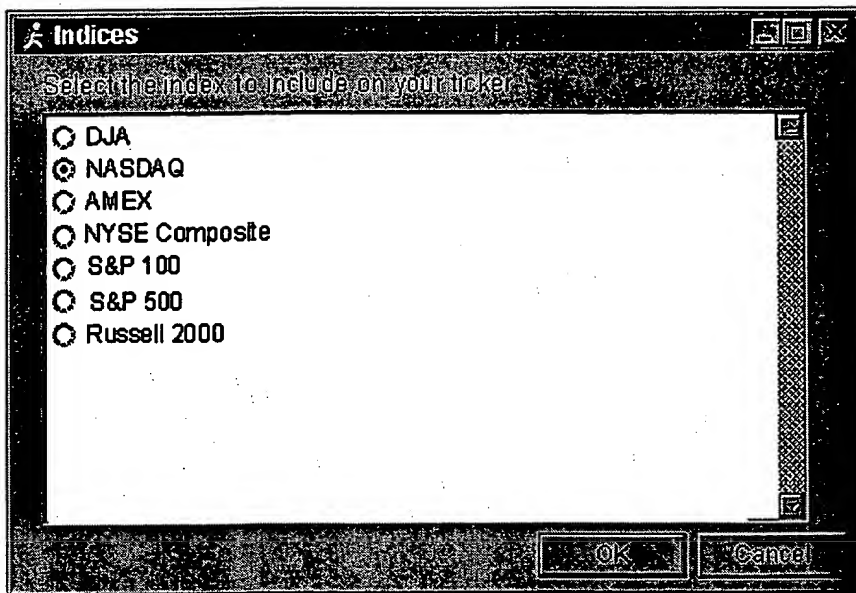 Indices
Select the index to include on your ticker
DJA
NASDAQ
AMEX
NYSE Composite
S&P 100
S&P 500
Russell 2000
OK
Cancel